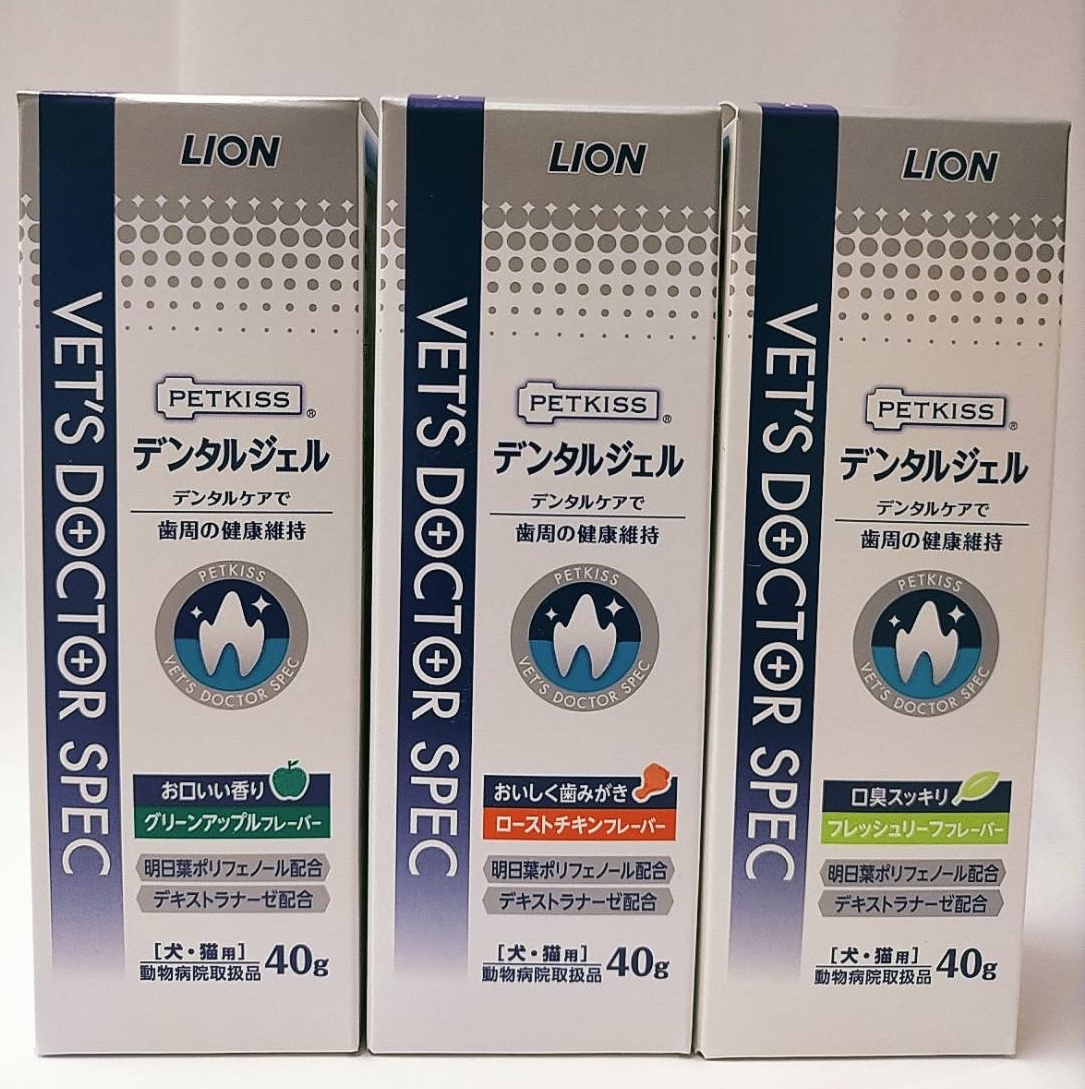 LION
VET'S DOCTOR SPEC
PETKISS®
デンタルジェル
デンタルケアで
歯周の健康維持
PETKISS
VET'S DOCTOR SPEC
お口いい香り
グリーンアップルフレーバー
明日葉ポリフェノール配合
デキストラナーゼ配合
[犬・猫用]
動物病院取扱品
40g
LION
VET'S DOCTOR SPEC
PETKISS®
デンタルジェル
デンタルケアで
歯周の健康維持
PETKISS
VET'S DOCTOR SPEC
おいしく歯みがき
ローストチキンフレーバー
明日葉ポリフェノール配合
デキストラナーゼ配合
[犬・猫用]
動物病院取扱品
40g
LION
VET'S DOCTOR SPEC
PETKISS®
デンタルジェル
デンタルケアで
歯周の健康維持
PETKISS
VET'S DOCTOR SPEC
口臭スッキリ
フレッシュリーフフレーバー
明日葉ポリフェノール配合
デキストラナーゼ配合
[犬・猫用]
動物病院取扱品
40g